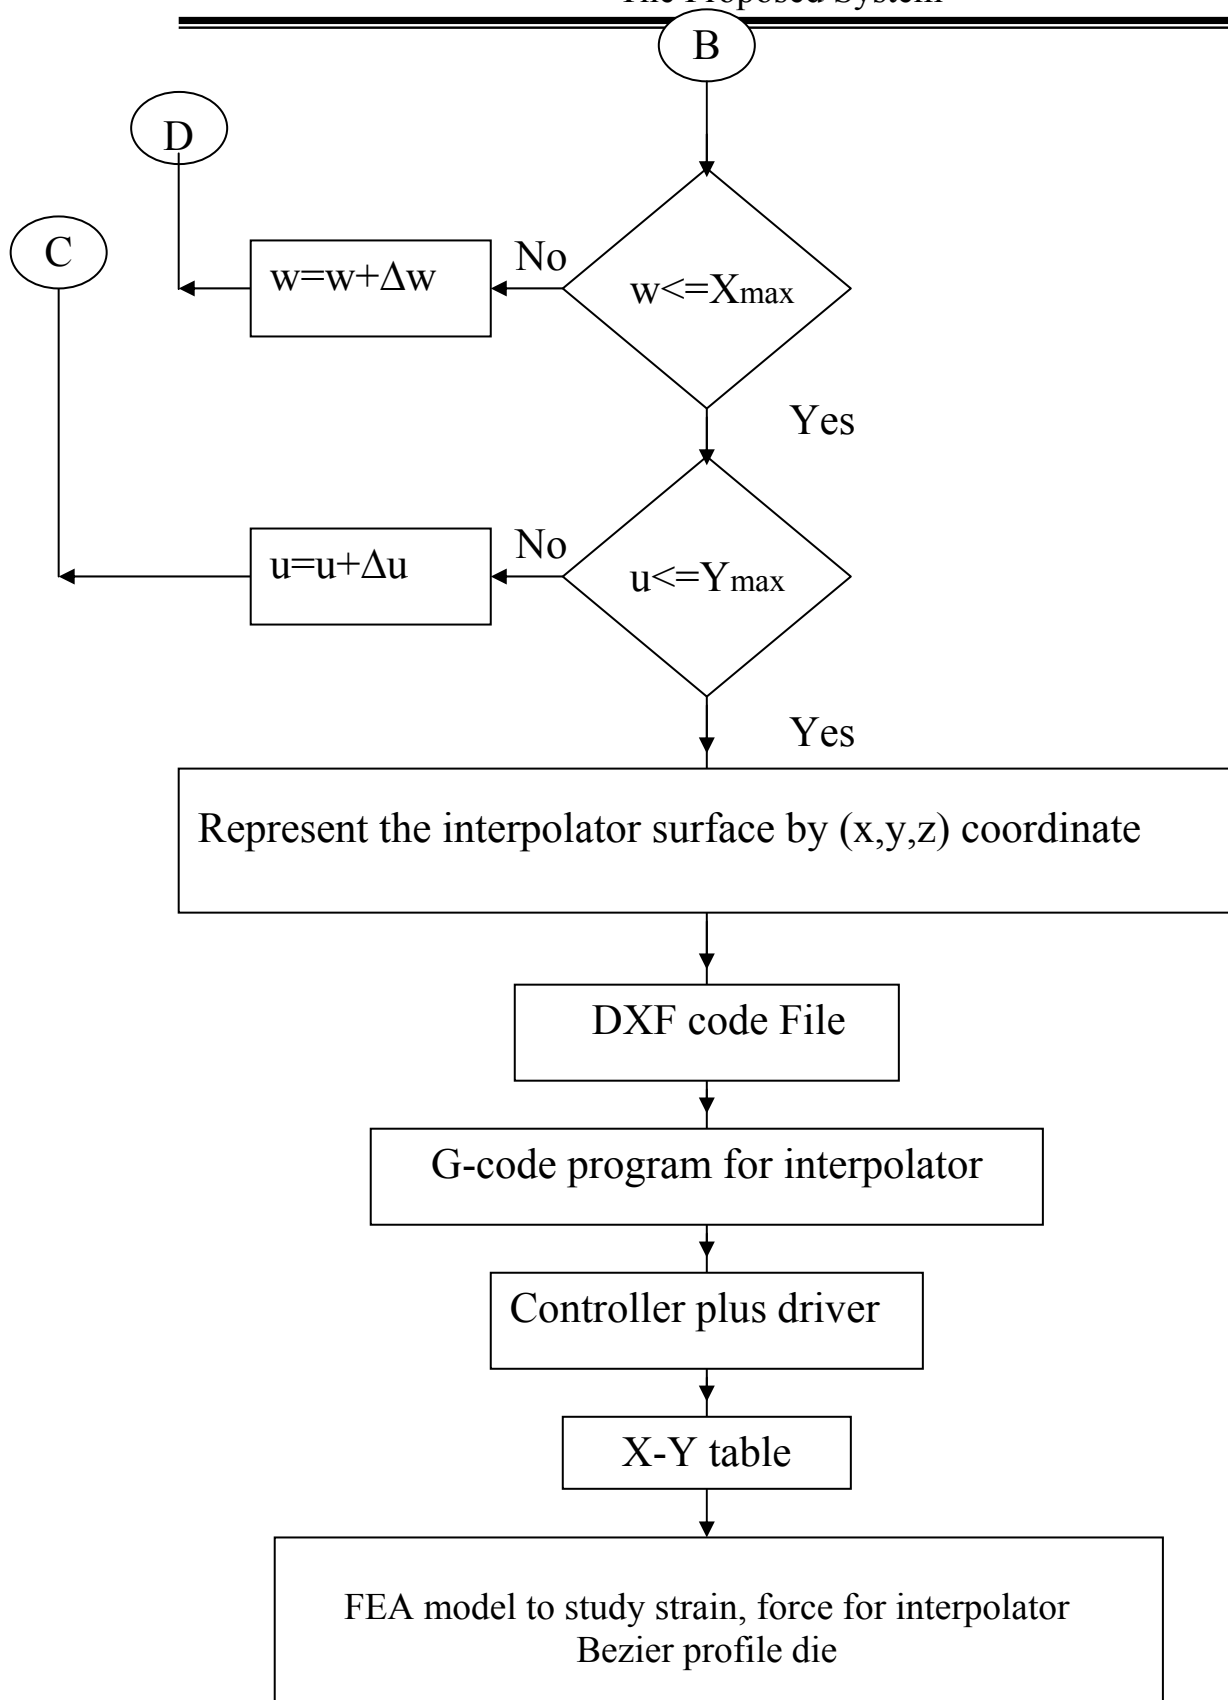 The Proposed System
B
D
C
w=w+Δw
No
w<=Xmax
Yes
u=u+Δu
No
u<=Ymax
Yes
Represent the interpolator surface by (x,y,z) coordinate
DXF code File
G-code program for interpolator
Controller plus driver
X-Y table
FEA model to study strain, force for interpolator
Bezier profile die